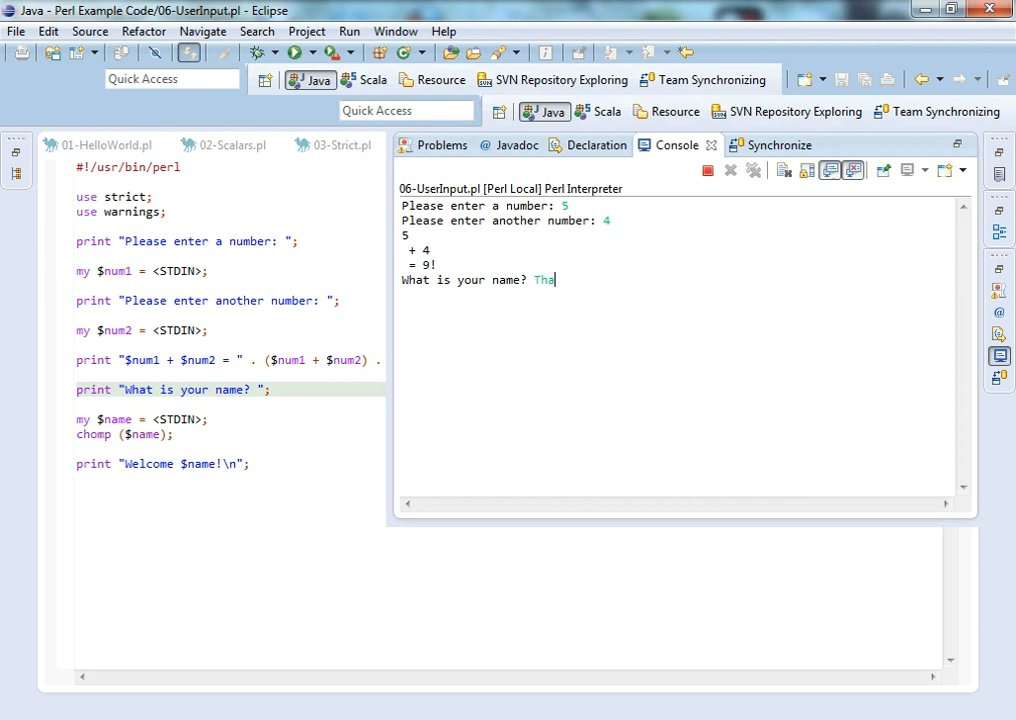 Java - Perl Example Code/06-UserInput.pl - Eclipse
File Edit Source Refactor Navigate Search Project Run Window Help
Quick Access Java Scala Resource SVN Repository Exploring Team Synchronizing
Quick Access Java Scala Resource SVN Repository Exploring Team Synchronizing
01-HelloWorld.pl 02-Scalars.pl 03-Strict.pl
#!/usr/bin/perl
use strict;
use warnings;
print "Please enter a number: ";
my $num1 = <STDIN>;
print "Please enter another number: ";
my $num2 = <STDIN>;
print "$num1 + $num2 = " . ($num1 + $num2) .
print "What is your name? ";
my $name = <STDIN>;
chomp ($name);
print "Welcome $name!\n";
Problems Javadoc Declaration Console Synchronize
06-UserInput.pl [Perl Local] Perl Interpreter
Please enter a number: 5
Please enter another number: 4
5
 + 4
 = 9!
What is your name? Tha